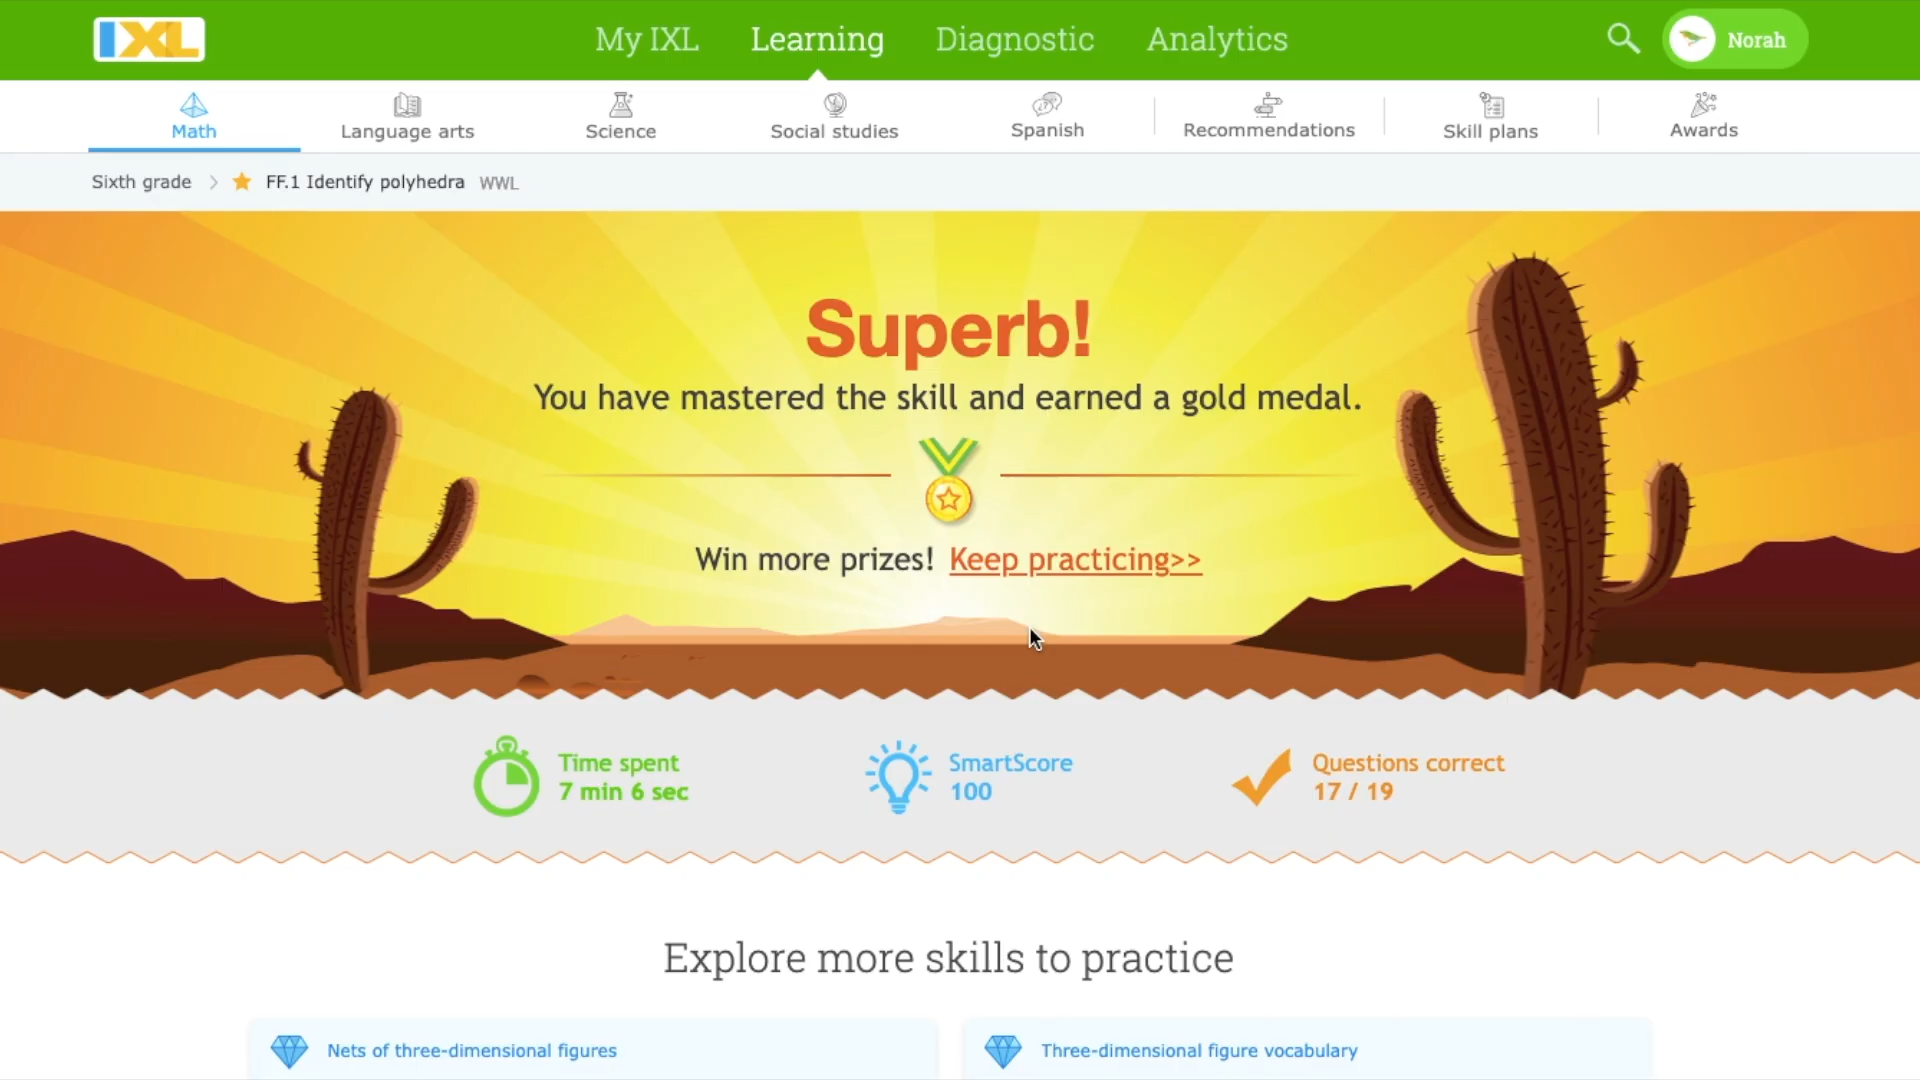 IXL
My IXL Learning Diagnostic Analytics
Norah
Math Language arts Science Social studies Spanish Recommendations Skill plans Awards
Sixth grade > FF.1 Identify polyhedra WWL
Superb!
You have mastered the skill and earned a gold medal.
Win more prizes! Keep practicing>>
Time spent
7 min 6 sec
SmartScore
100
Questions correct
17 / 19
Explore more skills to practice
Nets of three-dimensional figures
Three-dimensional figure vocabulary